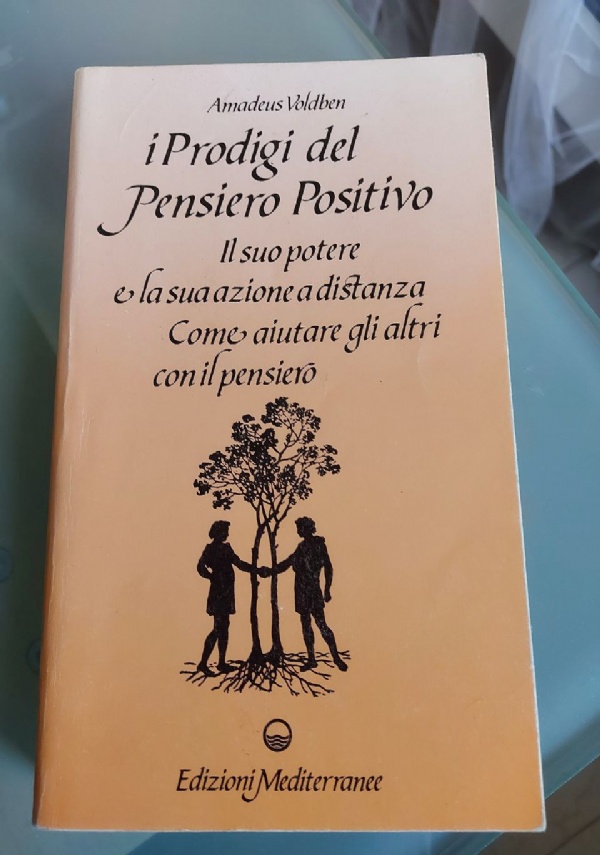 Amadeus Voldben
i Prodigi del
Pensiero Positivo
Il suo potere
e la sua azione a distanza
Come aiutare gli altri
con il pensiero
Edizioni Mediterranee